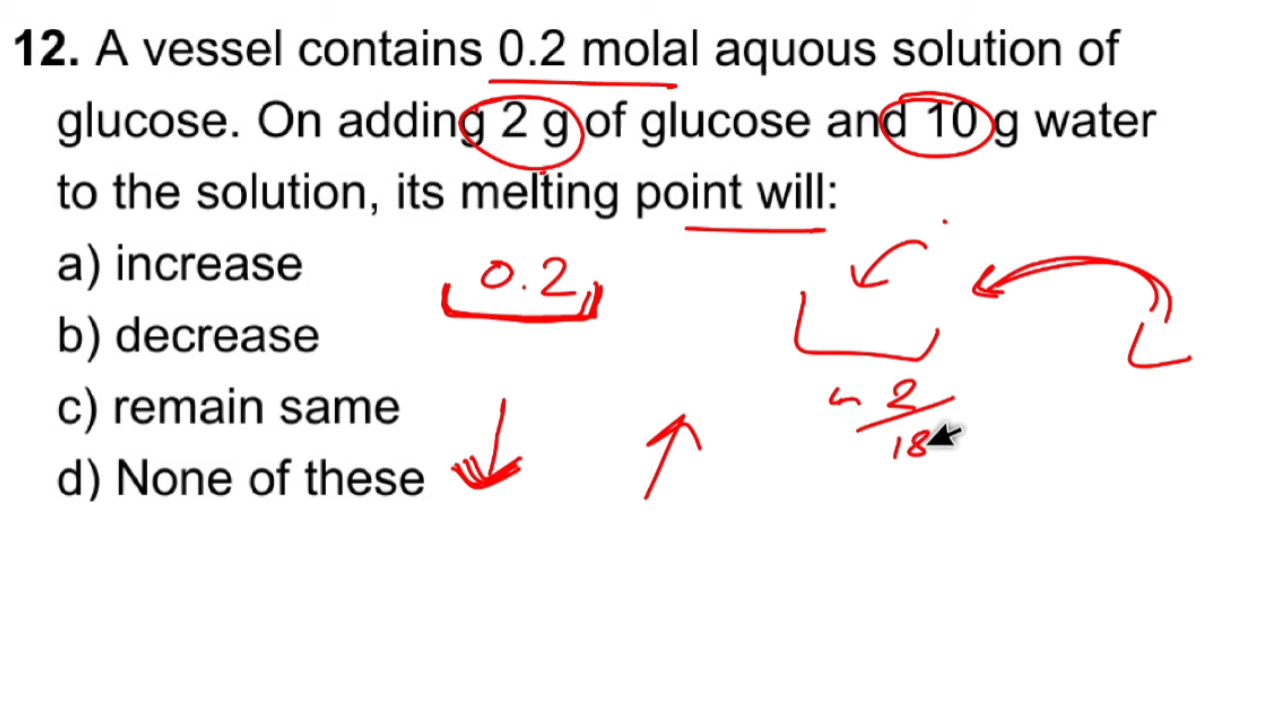 12. A vessel contains 0.2 molal aquous solution of
glucose. On adding 2 g of glucose and 10 g water
to the solution, its melting point will:
a) increase
0.2
b) decrease
c) remain same
2
18
d) None of these